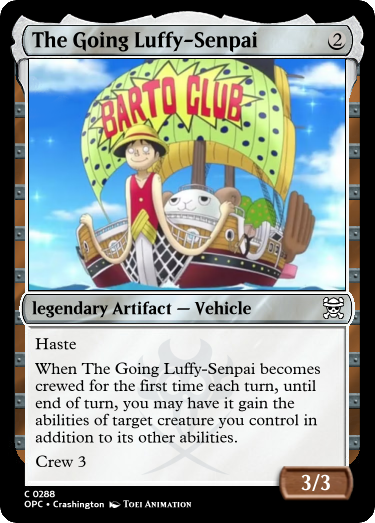 The Going Luffy-Senpai 2
BARTO CLUB
legendary Artifact — Vehicle
Haste
When The Going Luffy-Senpai becomes
crewed for the first time each turn, until
end of turn, you may have it gain the
abilities of target creature you control in
addition to its other abilities.
Crew 3
3/3
C 0288
OPC • Crashington TOEI ANIMATION